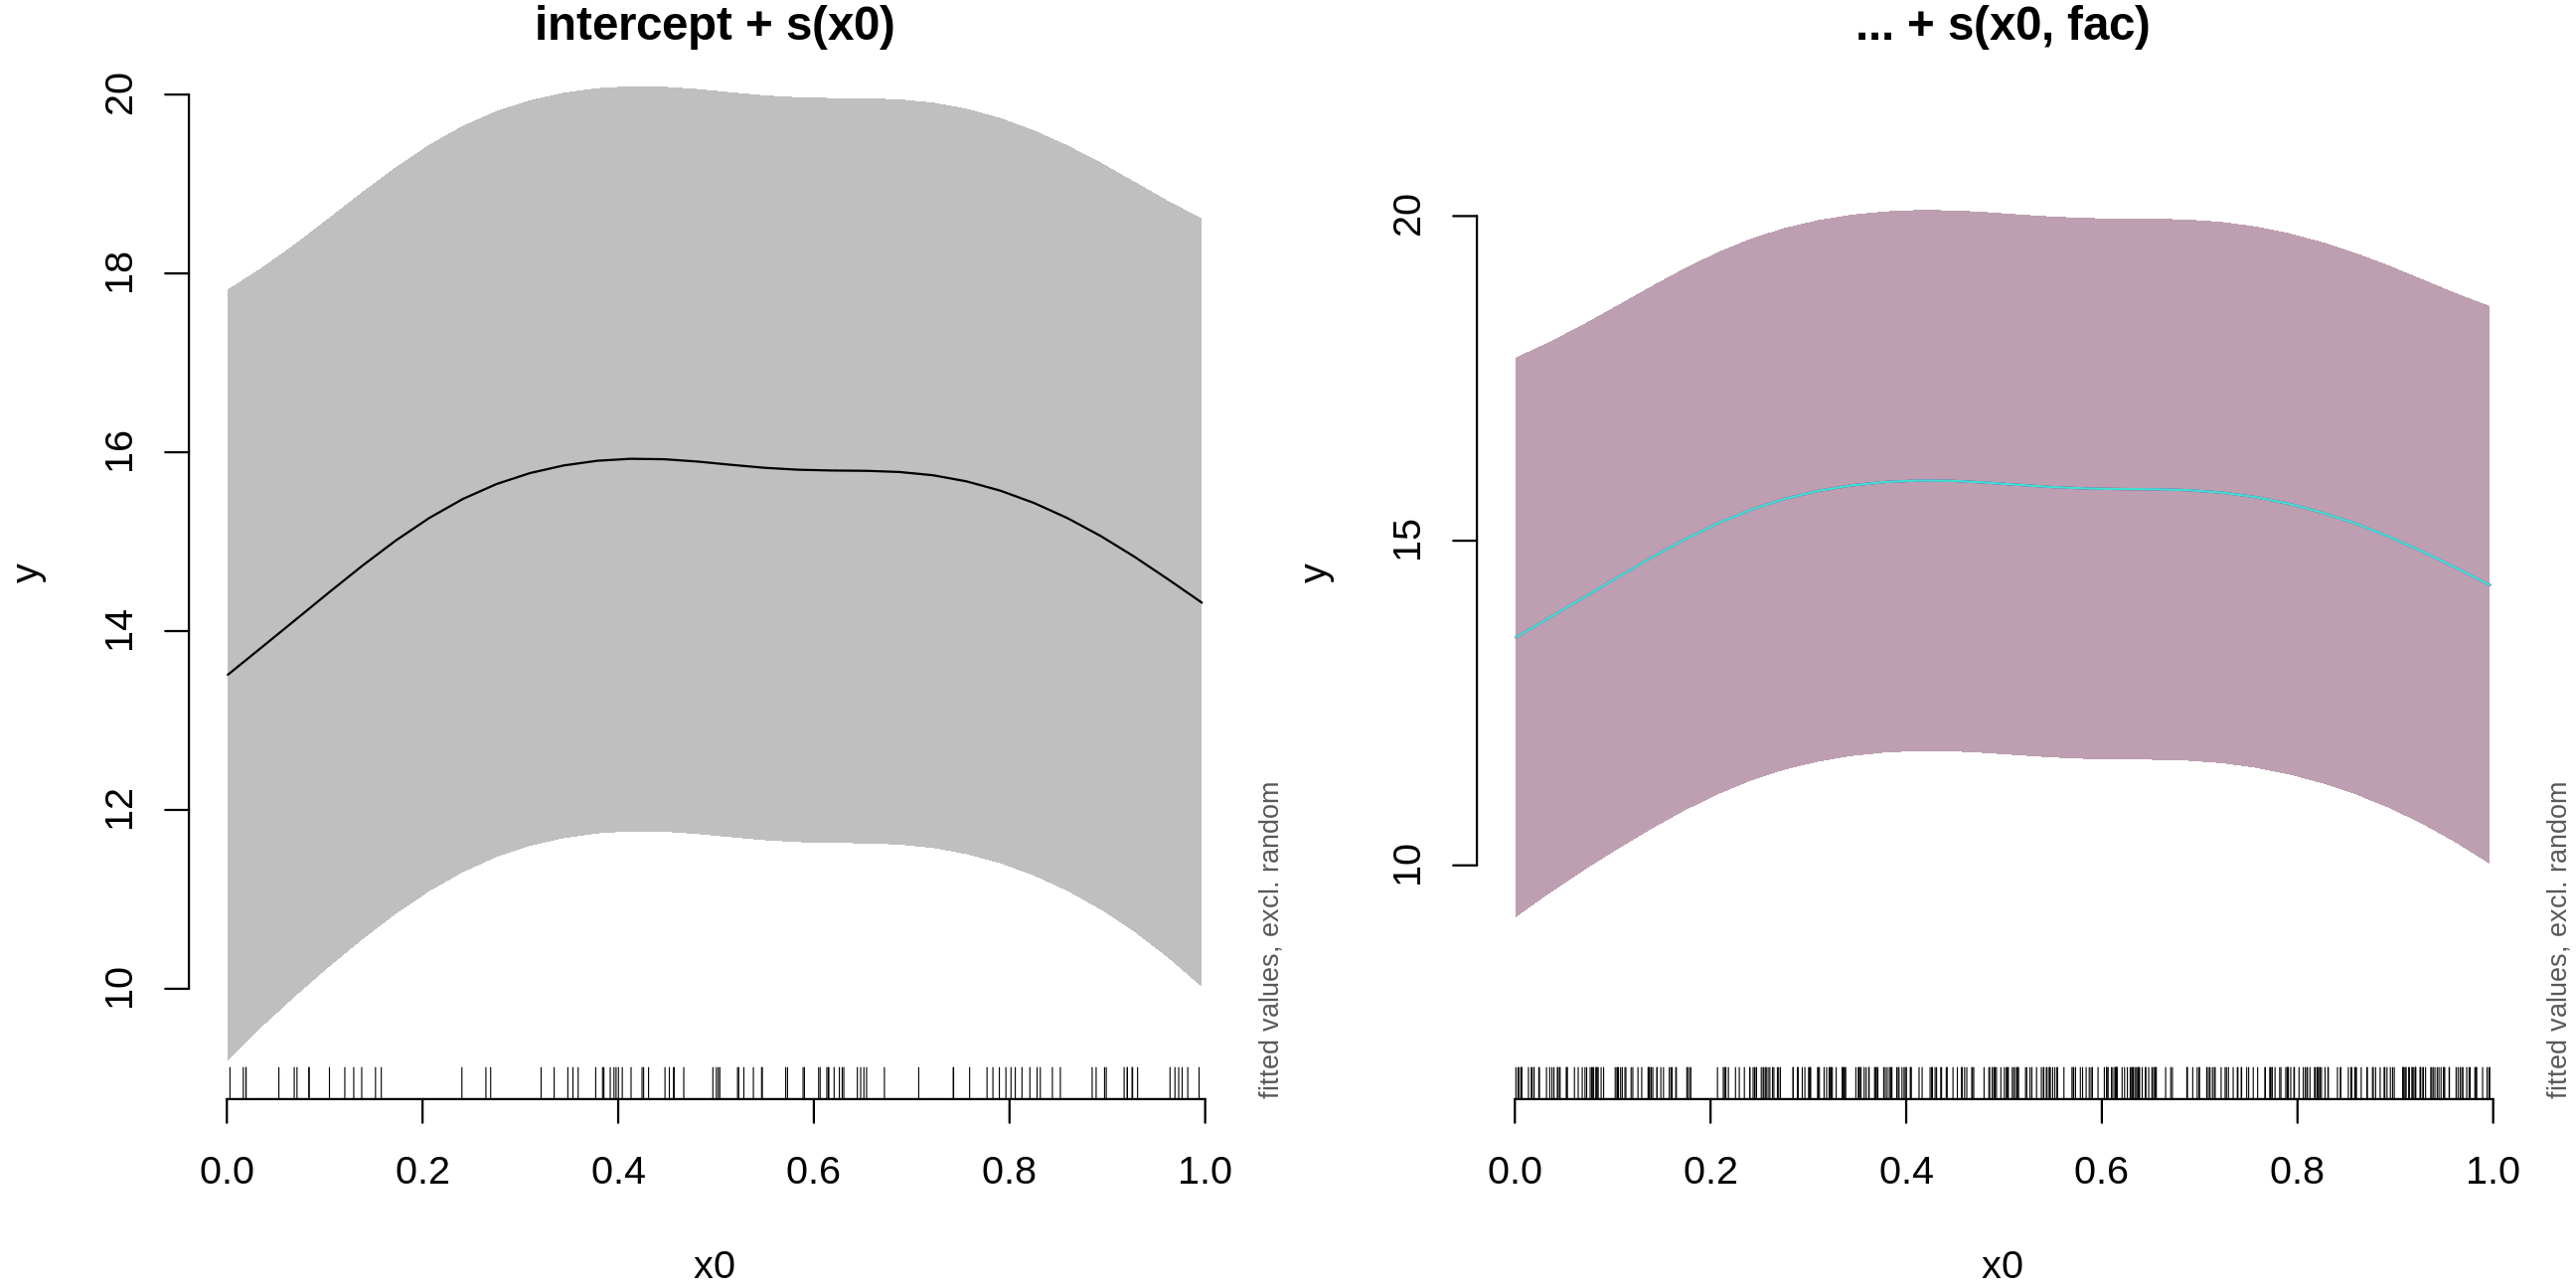 intercept + s(x0)
20
18
16
14
12
10
y
0.0 0.2 0.4 0.6 0.8 1.0
x0
fitted values, excl. random
... + s(x0, fac)
20
15
10
y
0.0 0.2 0.4 0.6 0.8 1.0
x0
fitted values, excl. random